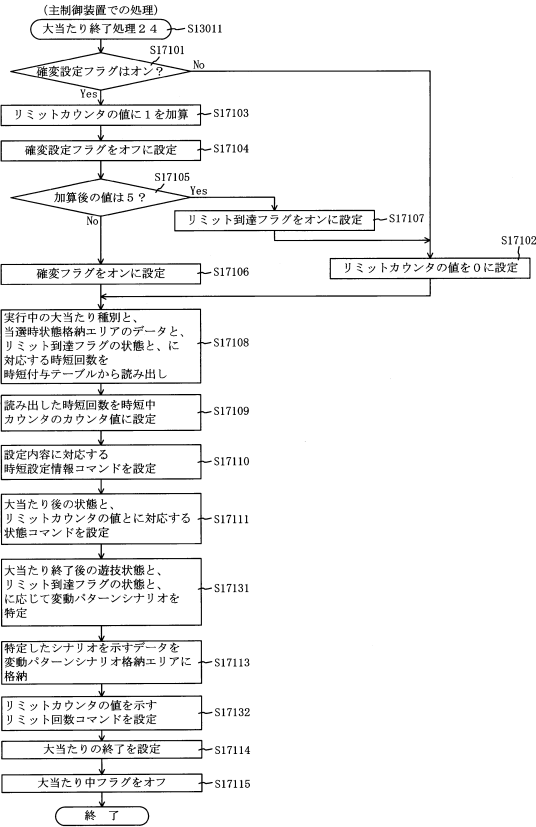 (主制御装置での処理)
大当たり終了処理24
S13011
S17101
確変設定フラグはオン?
No
Yes
リミットカウンタの値に1を加算
S17103
確変設定フラグをオフに設定
S17104
S17105
加算後の値は5?
Yes
No
リミット到達フラグをオンに設定
S17107
S17102
リミットカウンタの値を0に設定
確変フラグをオンに設定
S17106
実行中の大当たり種別と、
当選時状態格納エリアのデータと、
リミット到達フラグの状態と、に
対応する時短回数を
時短付与テーブルから読み出し
S17108
読み出した時短回数を時短中
カウンタのカウンタ値に設定
S17109
設定内容に対応する
時短設定情報コマンドを設定
S17110
大当たり後の状態と、
リミットカウンタの値とに対応する
状態コマンドを設定
S17111
大当たり終了後の遊技状態と、
リミット到達フラグの状態と、
に応じて変動パターンシナリオを
特定
S17131
特定したシナリオを示すデータを
変動パターンシナリオ格納エリアに
格納
S17113
リミットカウンタの値を示す
リミット回数コマンドを設定
S17132
大当たりの終了を設定
S17114
大当たり中フラグをオフ
S17115
終 了